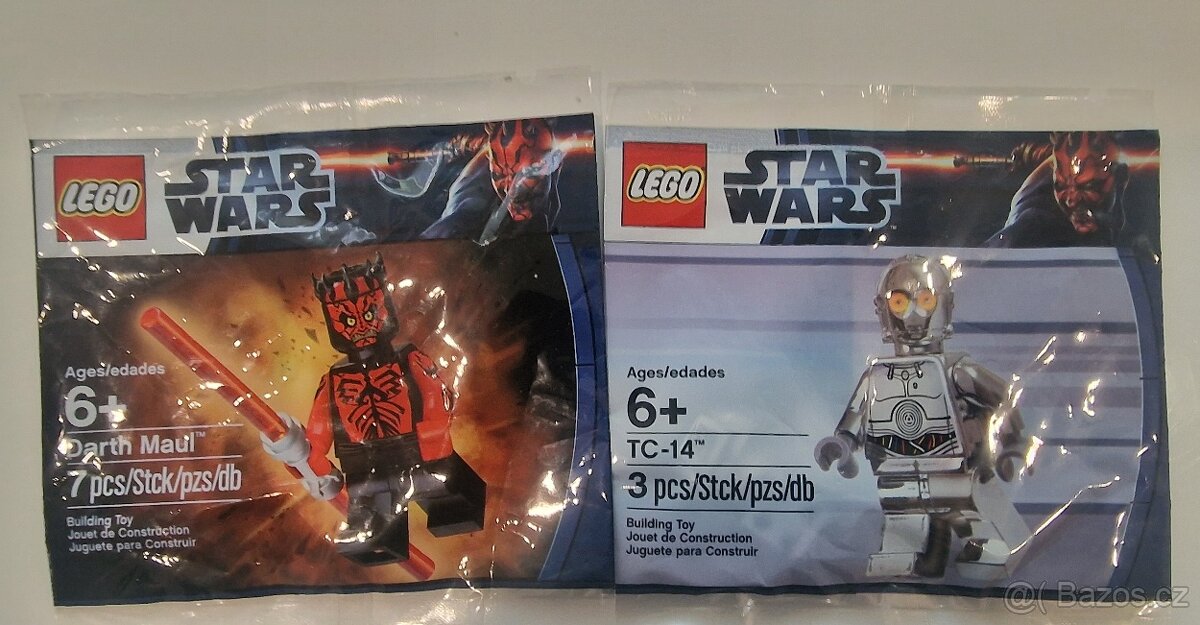 LEGO
STAR
WARS
Ages/edades
6+
Darth Maul™
7 pcs/Stck/pzs/db
Building Toy
Jouet de Construction
Juguete para Construir
LEGO
STAR
WARS™
Ages/edades
6+
TC-14™
3 pcs/Stck/pzs/db
Building Toy
Jouet de Construction
Juguete para Construir
@( Bazos.cz